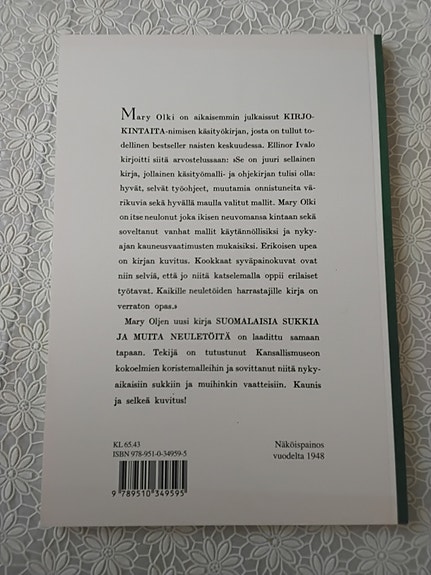 Mary Olki on aikaisemmin julkaissut KIRJO-
KINTAITA-nimisen käsityökirjan, josta on tullut to-
dellinen bestseller naisten keskuudessa. Ellinor Ivalo
kirjoitti siitä arvostelussaan: »Se on juuri sellainen
kirja, jollainen käsityömalli- ja ohjekirjan tulisi olla:
hyvät, selvät työohjeet, muutamia onnistuneita vä-
rikuvia sekä hyvällä maulla valitut mallit. Mary Olki
on itse neulonut joka ikisen neuvomansa kintaan sekä
soveltanut vanhat mallit käytännöllisiksi ja nyky-
ajan kauneusvaatimusten mukaisiksi. Erikoisen upea
on kirjan kuvitus. Kookkaat syväpainokuvat ovat
niin selviä, että jo niitä katselemalla oppii erilaiset
työtavat. Kaikille neuletöiden harrastajille kirja on
verraton opas.»
Mary Oljen uusi kirja SUOMALAISIA SUKKIA
JA MUITA NEULETÖITÄ on laadittu samaan
tapaan. Tekijä on tutustunut Kansallismuseon
kokoelmien koristemalleihin ja sovittanut niitä nyky-
aikaisiin sukkiin ja muihinkin vaatteisiin. Kaunis
ja selkeä kuvitus!
KL 65.43
ISBN 978-951-0-34959-5
9 789510 349595
Näköispainos
vuodelta 1948